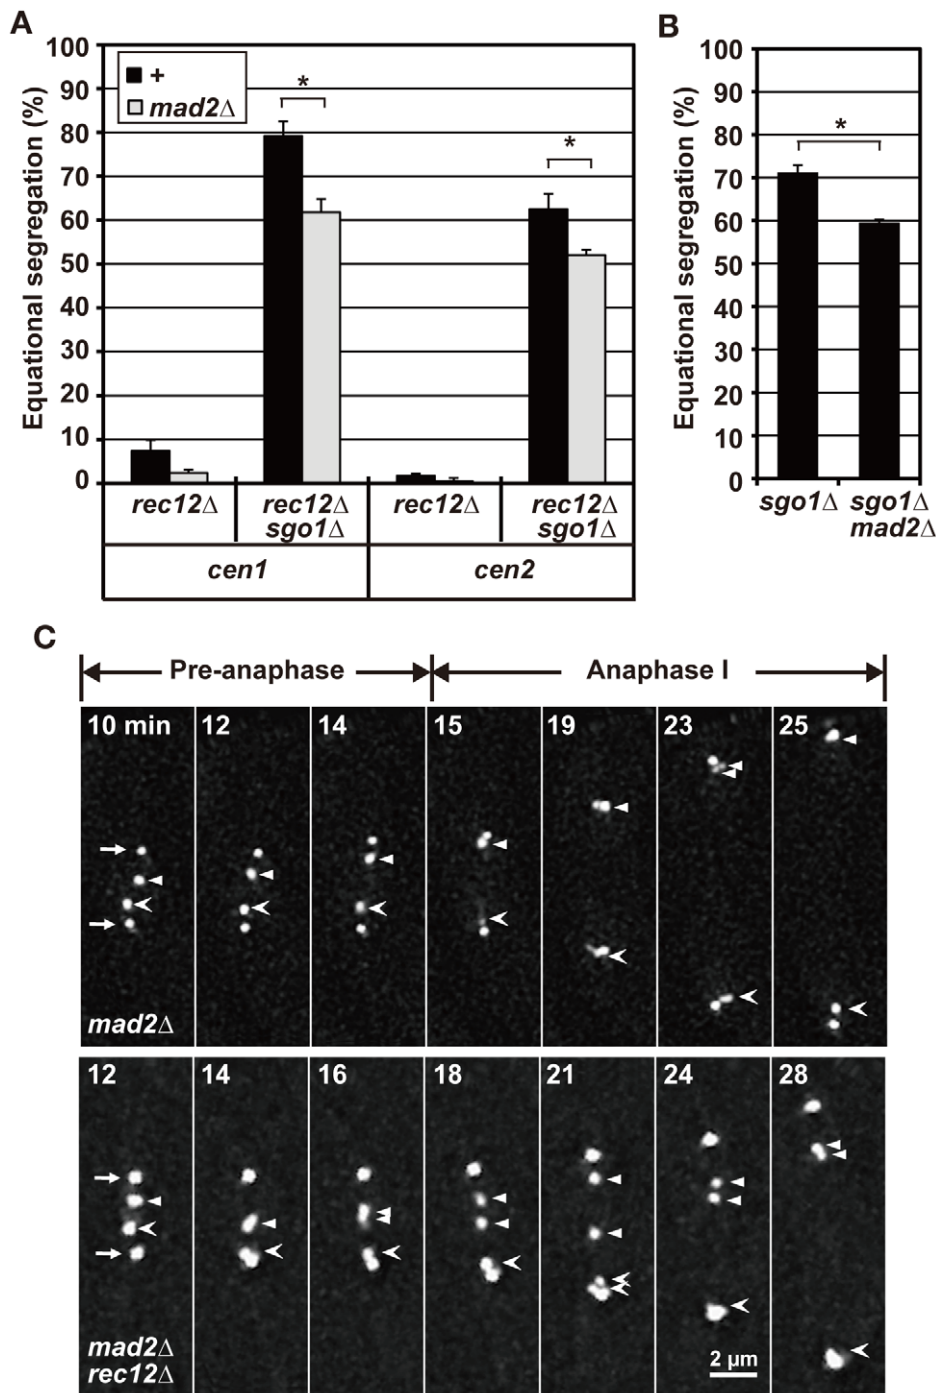 A
Equational segregation (%)
100
90
80
70
60
50
40
30
20
10
0
+
mad2Δ
*
*
rec12Δ
rec12Δ
sgo1Δ
rec12Δ
rec12Δ
sgo1Δ
cen1
cen2
B
Equational segregation (%)
100
90
80
70
60
50
40
30
20
10
0
*
sgo1Δ
sgo1Δ
mad2Δ
C
Pre-anaphase
Anaphase I
10 min
12
14
15
19
23
25
mad2Δ
12
14
16
18
21
24
28
mad2Δ
rec12Δ
2 μm